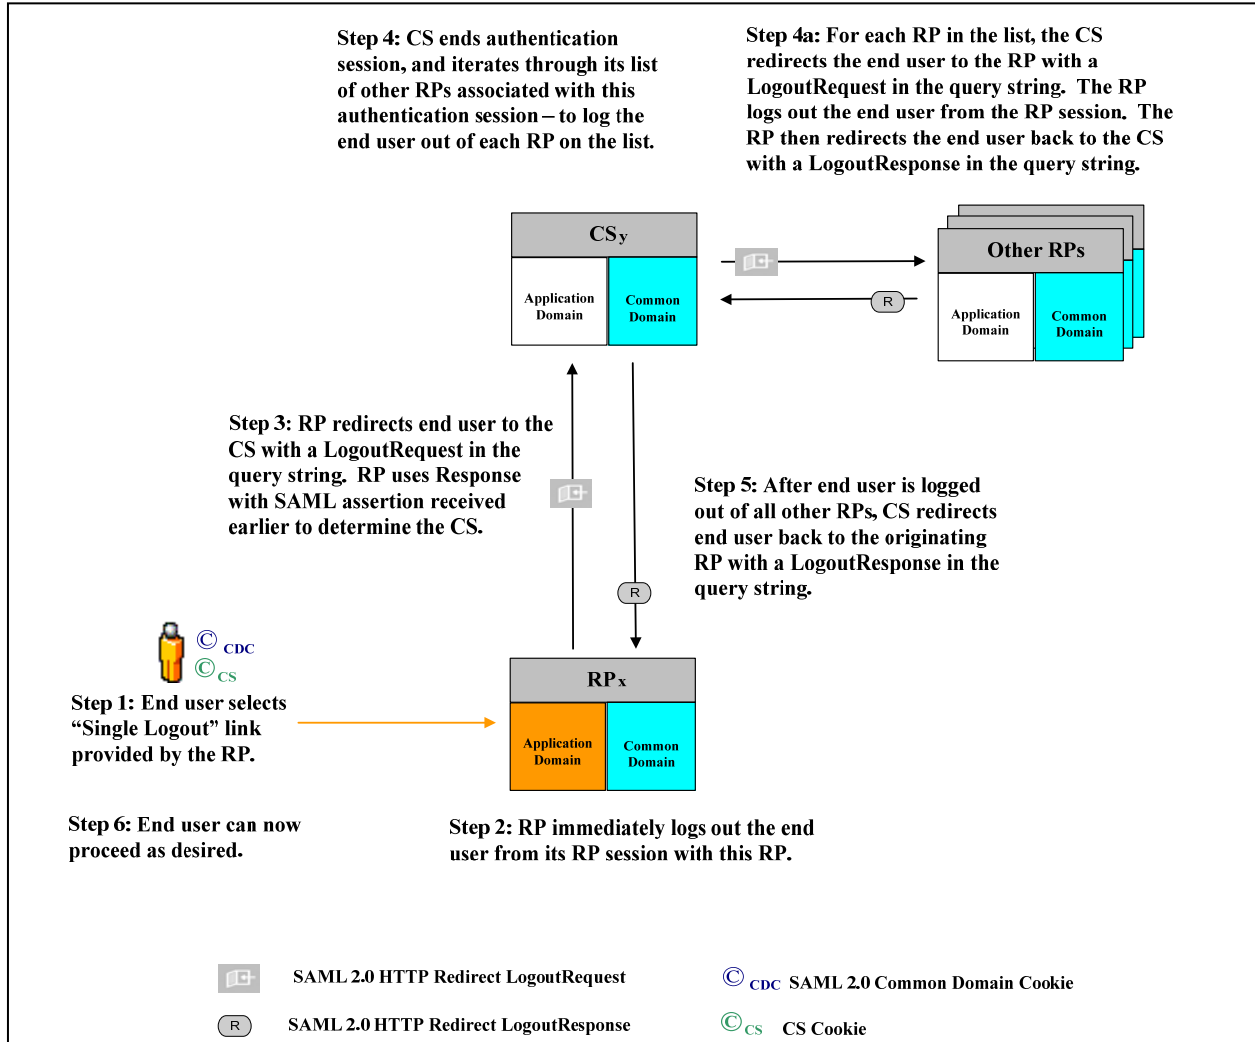 Step 4: CS ends authentication
session, and iterates through its list
of other RPs associated with this
authentication session – to log the
end user out of each RP on the list.
Step 4a: For each RP in the list, the CS
redirects the end user to the RP with a
LogoutRequest in the query string. The RP
logs out the end user from the RP session. The
RP then redirects the end user back to the CS
with a LogoutResponse in the query string.
CSy
Application
Domain
Common
Domain
Other RPs
Application
Domain
Common
Domain
R
Step 3: RP redirects end user to the
CS with a LogoutRequest in the
query string. RP uses Response
with SAML assertion received
earlier to determine the CS.
Step 5: After end user is logged
out of all other RPs, CS redirects
end user back to the originating
RP with a LogoutResponse in the
query string.
R
© CDC
© CS
Step 1: End user selects
“Single Logout” link
provided by the RP.
RPx
Application
Domain
Common
Domain
Step 6: End user can now
proceed as desired.
Step 2: RP immediately logs out the end
user from its RP session with this RP.
SAML 2.0 HTTP Redirect LogoutRequest
© CDC SAML 2.0 Common Domain Cookie
R SAML 2.0 HTTP Redirect LogoutResponse
© CS CS Cookie